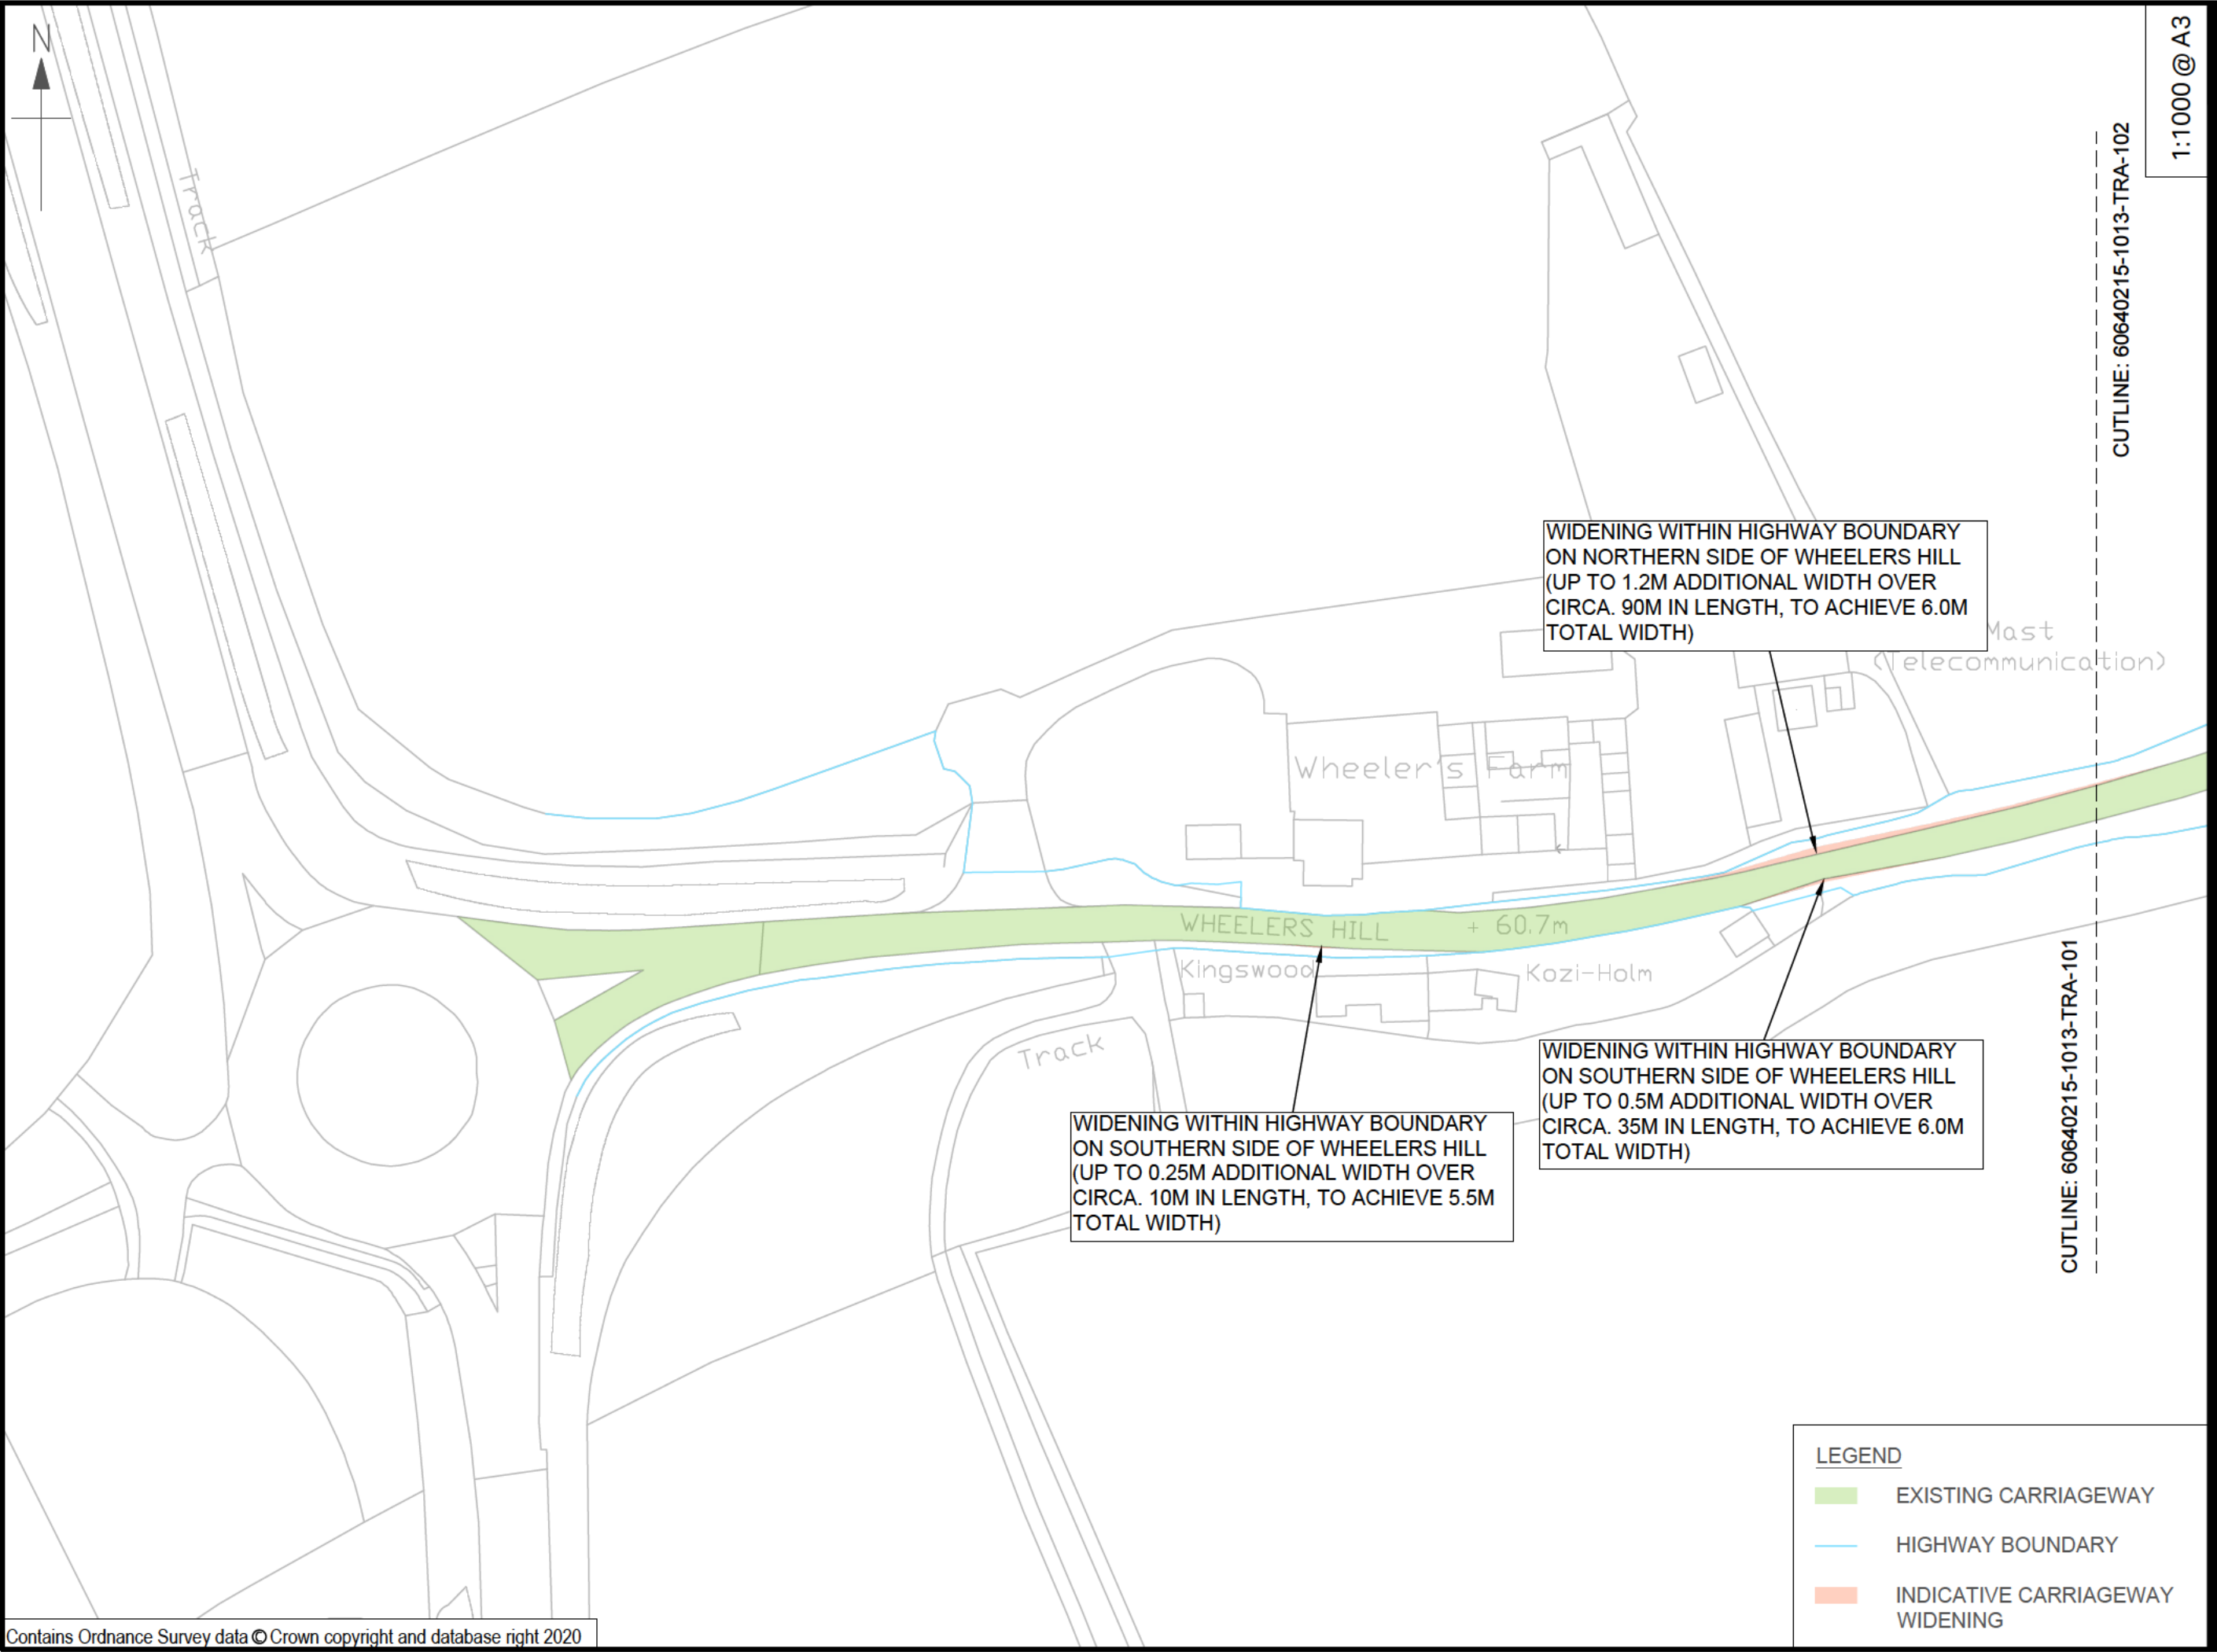 N
1:1000 @ A3
CUTLINE: 60640215-1013-TRA-102
Track
WIDENING WITHIN HIGHWAY BOUNDARY
ON NORTHERN SIDE OF WHEELERS HILL
(UP TO 1.2M ADDITIONAL WIDTH OVER
CIRCA. 90M IN LENGTH, TO ACHIEVE 6.0M
TOTAL WIDTH)
Mast
(Telecommunication)
Wheeler's Farm
WHEELERS HILL
+ 60.7m
Kingswood
Kozi-Holm
Track
WIDENING WITHIN HIGHWAY BOUNDARY
ON SOUTHERN SIDE OF WHEELERS HILL
(UP TO 0.5M ADDITIONAL WIDTH OVER
CIRCA. 35M IN LENGTH, TO ACHIEVE 6.0M
TOTAL WIDTH)
CUTLINE: 60640215-1013-TRA-101
WIDENING WITHIN HIGHWAY BOUNDARY
ON SOUTHERN SIDE OF WHEELERS HILL
(UP TO 0.25M ADDITIONAL WIDTH OVER
CIRCA. 10M IN LENGTH, TO ACHIEVE 5.5M
TOTAL WIDTH)
LEGEND
EXISTING CARRIAGEWAY
HIGHWAY BOUNDARY
INDICATIVE CARRIAGEWAY
WIDENING
Contains Ordnance Survey data © Crown copyright and database right 2020